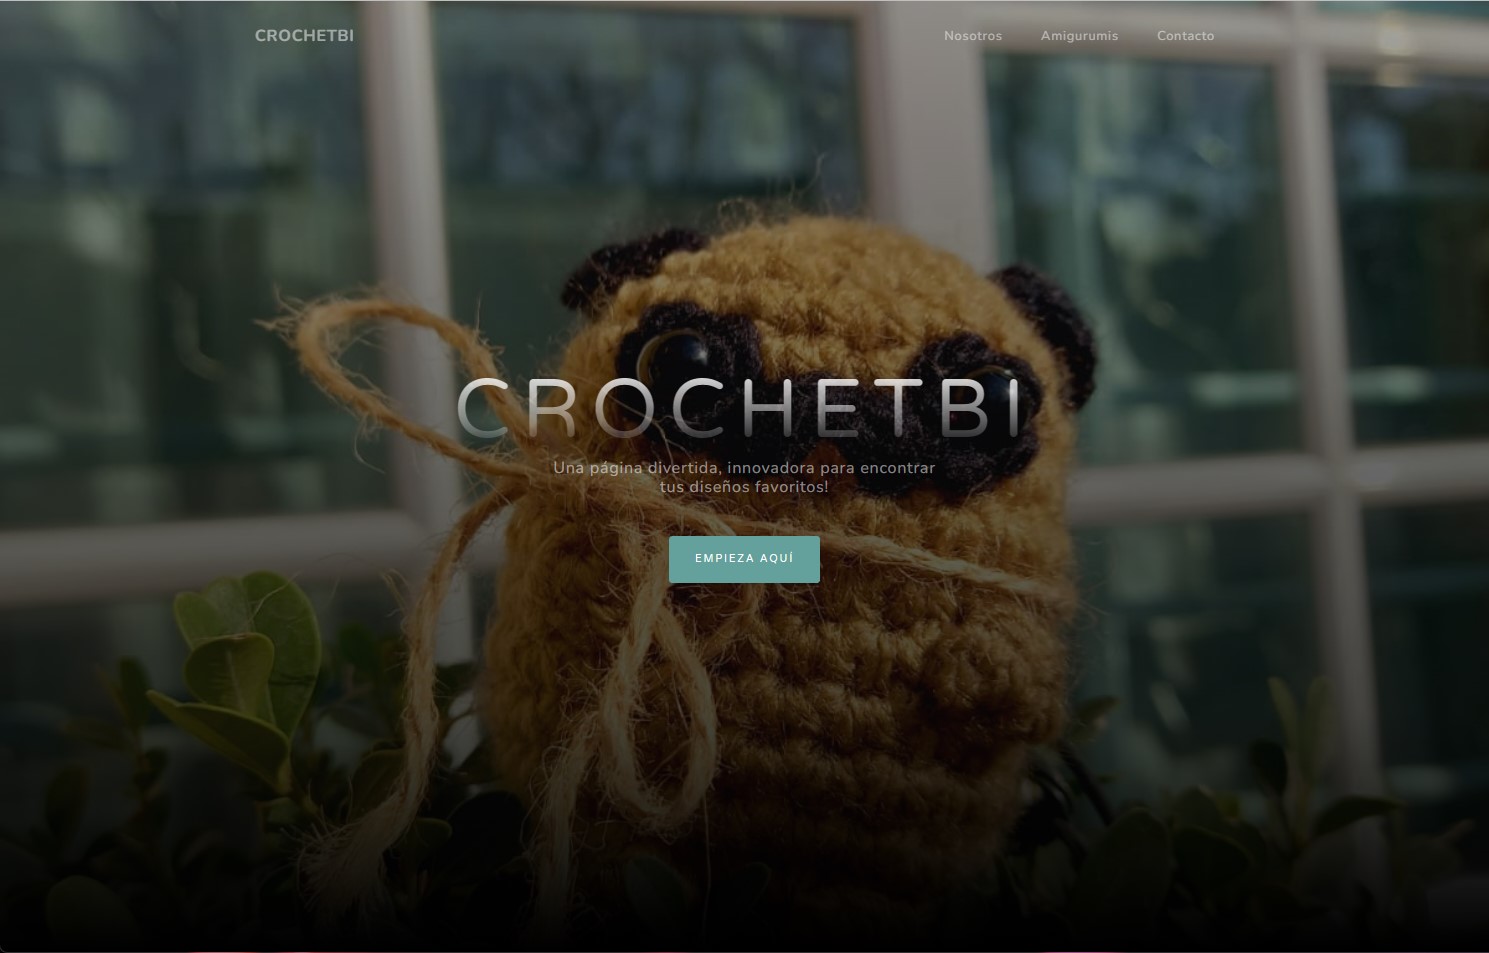 CROCHETBI
Nosotros Amigurumis Contacto
CROCHETBI
Una página divertida, innovadora para encontrar
tus diseños favoritos!
EMPIEZA AQUÍ